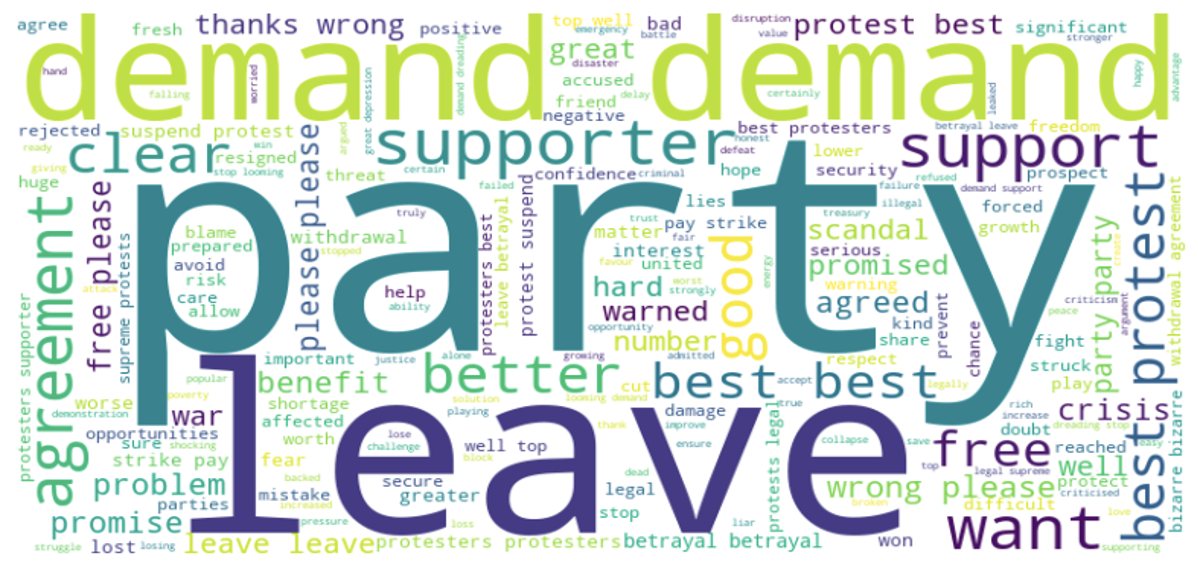 agree
fresh
thanks wrong
positive
top well
emergency
battle
bad
disruption
value
protest best
significant
stronger
demand demand
hand
falling
worried
great depression
demand dreading
great
disaster
accused
delay
friend
negative
certainly
leaked
happy
advantage
rejected
ready
giving
huge
suspend protest
win
resigned
stop looming
clear
argued
supporter
best protesters
honest
defeat
hope
lower
security
betrayal leave
freedom
support
prospect
refused
threat
certain
confidence
criminal
failure
illegal
demand support
forced
growth
party
agreement
free please
please please
supreme protests
blame
prepared
avoid
risk
care
allow
attack
withdrawal
stopped
truly
failed
favour
help
ability
protesters best
leave betrayal
protest suspend
lies
trust
matter
pay strike
fair
interest
united
worst
hard
strongly
warned
opportunity
number
good
energy
treasury
scandal
serious
promised
warning
agreed
kind
share
prevent
chance
criticism
peace
argument
create
fight
struck
play
party party
best protest
withdrawal agreement
bizarre bizarre
protesters supporter
important
justice
alone
growing
admitted
respect
legally
popular
poverty
benefit
better
solution
looming demand
cut
best best
accept
true
worse
demonstration
war
shortage
affected
worth
playing
thank
damage
improve
ensure
rich
increase
doubt
crisis
dreading stop
easy
leave
opportunities
sure
shocking
strike pay
fear
lose
challenge
well top
block
collapse
save
top
free
reached
legal supreme
well
criticised
protect
problem
parties
backed
mistake
increased
secure
greater
dead
legal
protests legal
wrong please
broken
difficult
love
promise
pressure
loss
stop
liar
want
struggle
lost
losing
leave leave
protesters protesters
betrayal betrayal
won
supporting